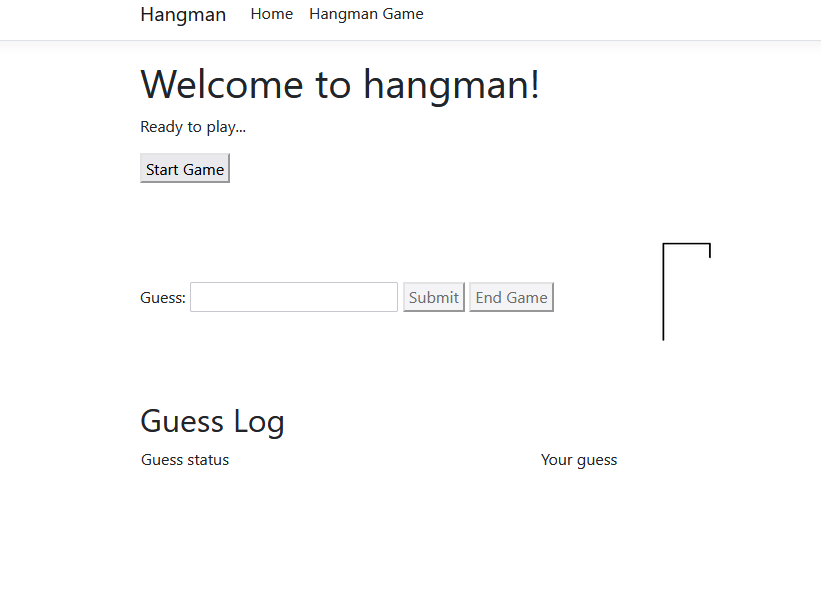 Hangman Home Hangman Game
Welcome to hangman!
Ready to play...
Start Game
Guess: Submit End Game
Guess Log
Guess status Your guess